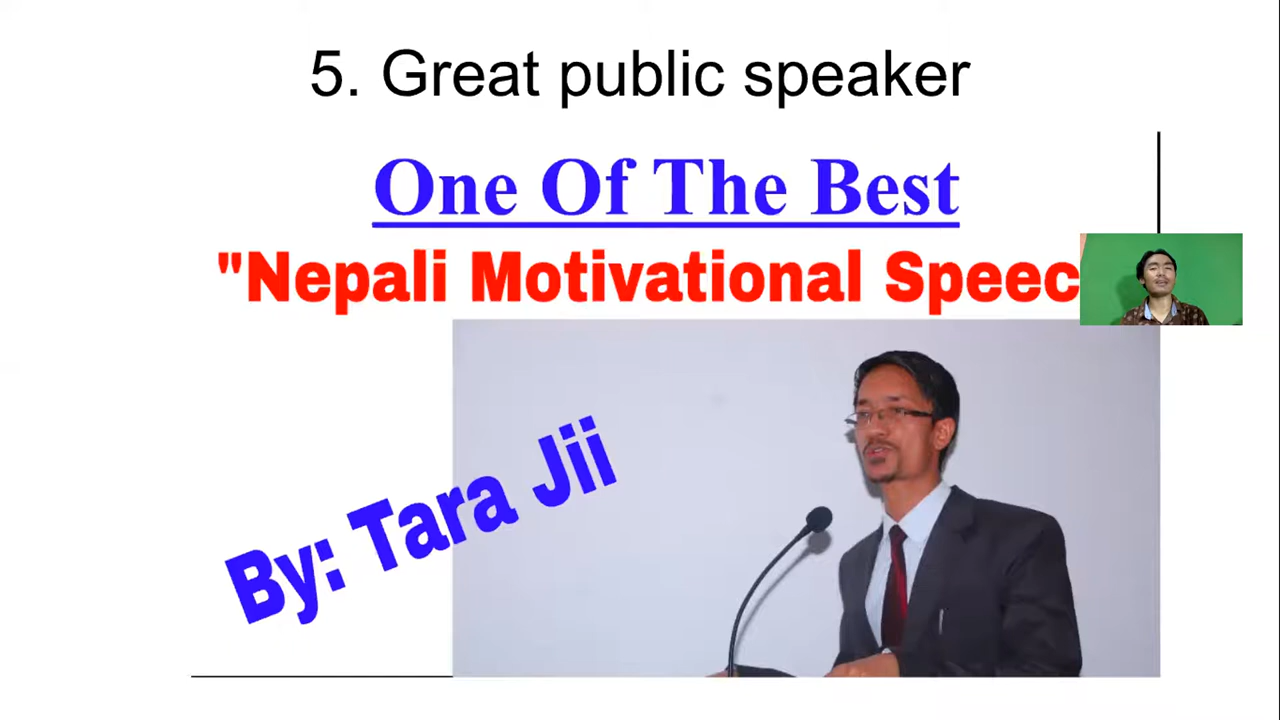 5. Great public speaker
One Of The Best
"Nepali Motivational Speec
By: Tara Jii